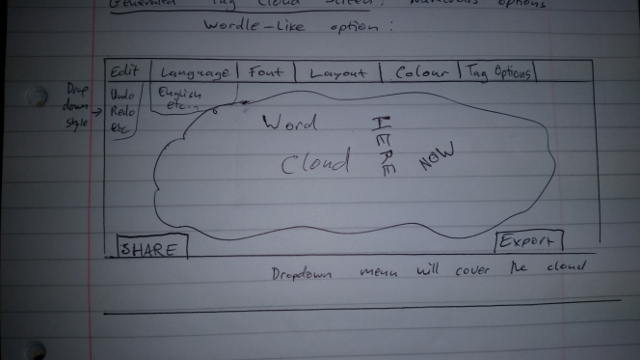 Generated Tag Cloud Screen: Numerous options
Wordle-Like option:
Edit | Language | Font | Layout | Colour | Tag Options
Drop down style
Undo
Redo
etc
English
etc...
Word
Cloud
HERE
NOW
SHARE
Export
Dropdown menu will cover the cloud